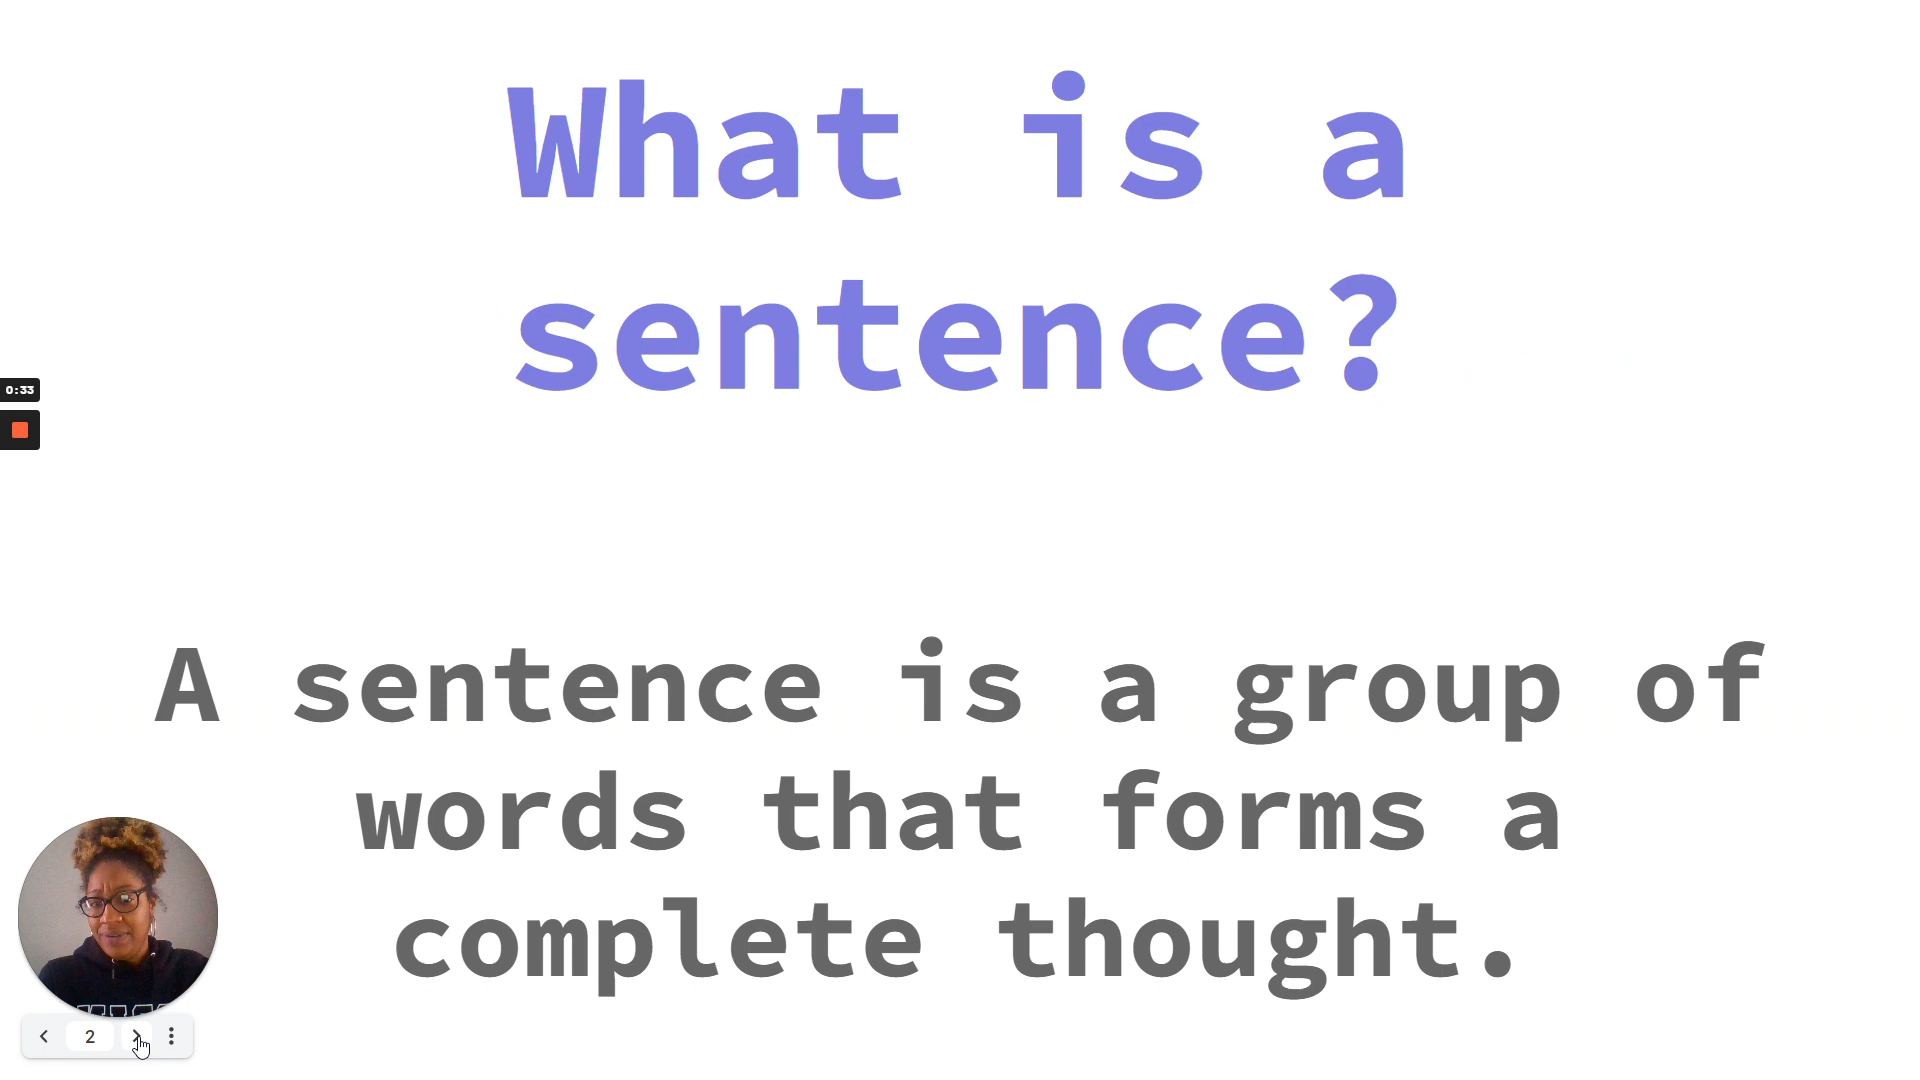 What is a
sentence?
0:33
A sentence is a group of
words that forms a
complete thought.
2